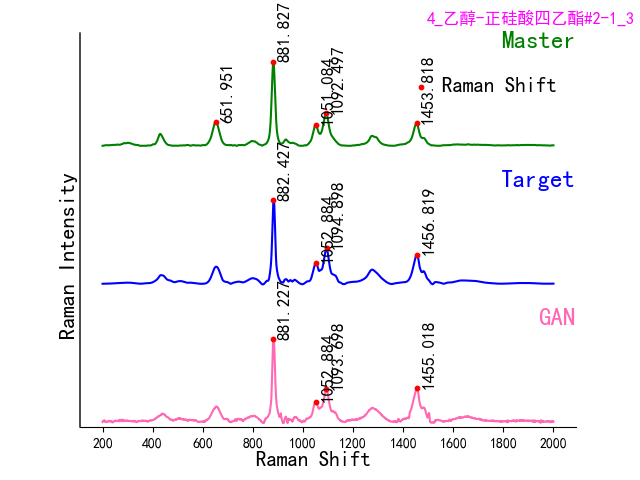 4_乙醇-正硅酸四乙酯#2-1_3
Master
Raman Shift
651.951
881.827
1051.084
1092.497
1453.818
Target
882.427
1052.884
1094.898
1456.819
GAN
881.227
1052.884
1093.698
1455.018
Raman Intensity
200 400 600 800 1000 1200 1400 1600 1800 2000
Raman Shift